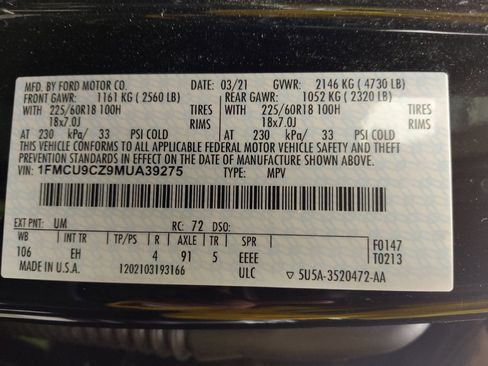 MFD. BY FORD MOTOR CO. DATE: 03/21 GVWR: 2146 KG ( 4730 LB)
FRONT GAWR: 1161 KG ( 2560 LB) REAR GAWR: 1052 KG ( 2320 LB)
WITH 225/60R18 100H TIRES WITH 225/60R18 100H TIRES
18x7.0J RIMS 18x7.0J RIMS
AT 230 kPa/ 33 PSI COLD AT 230 kPa/ 33 PSI COLD
THIS VEHICLE CONFORMS TO ALL APPLICABLE FEDERAL MOTOR VEHICLE SAFETY
AND THEFT PREVENTION STANDARDS IN EFFECT ON THE DATE OF MANUFACTURE SHOWN ABOVE.
VIN: 1FMCU9CZ9MUA39275 TYPE: MPV
EXT PNT: UM RC: 72 DSO:
WB INT TR TP/PS R AXLE TR SPR F0147
106 EH 4 91 5 EEEE T0213
MADE IN U.S.A. 1202103193166 ULC ▽ 5U5A-3520472-AA